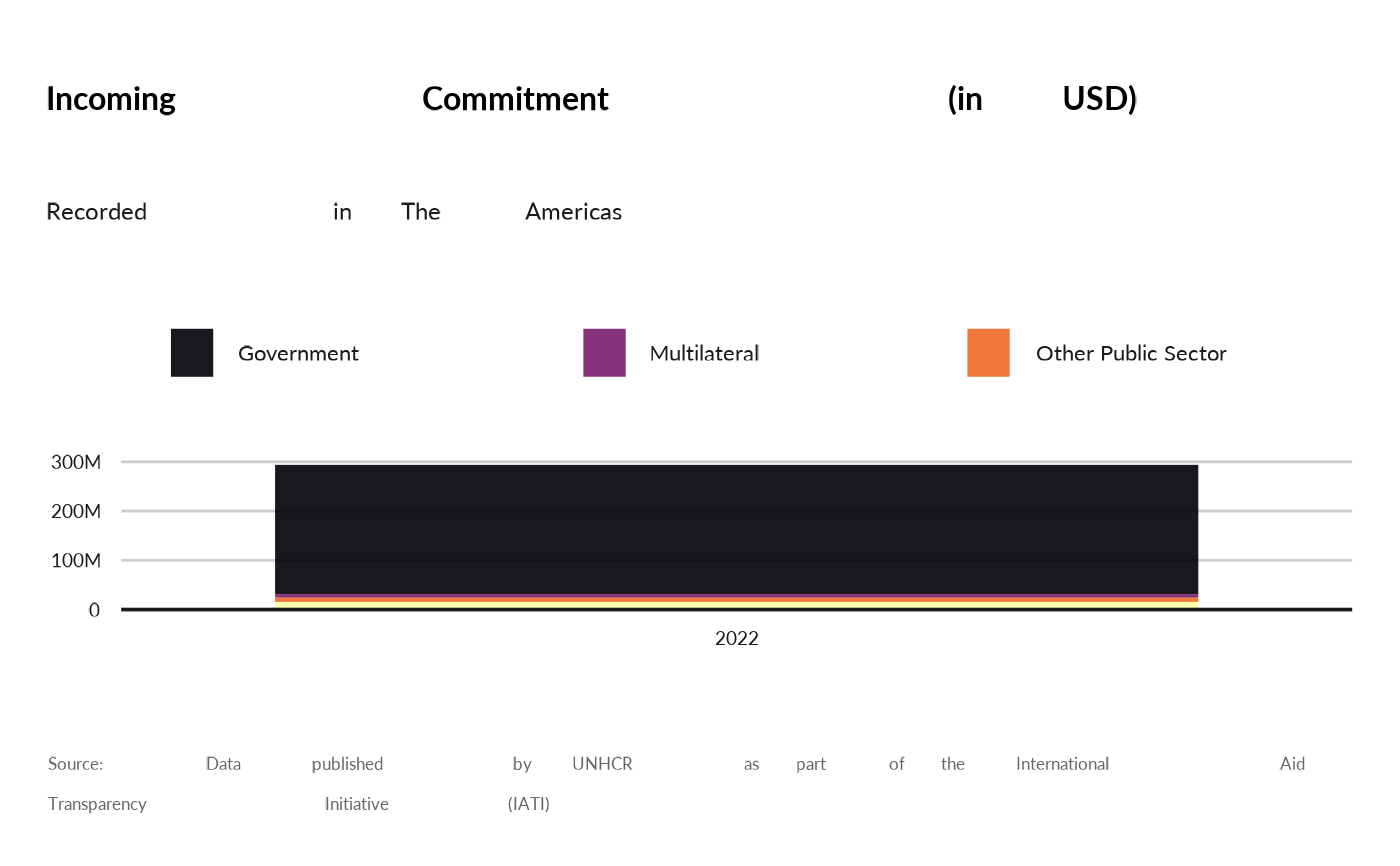 Incoming Commitment (in USD)
Recorded in The Americas
Government Multilateral Other Public Sector
300M
200M
100M
0
2022
Source: Data published by UNHCR as part of the International Aid
Transparency Initiative (IATI)